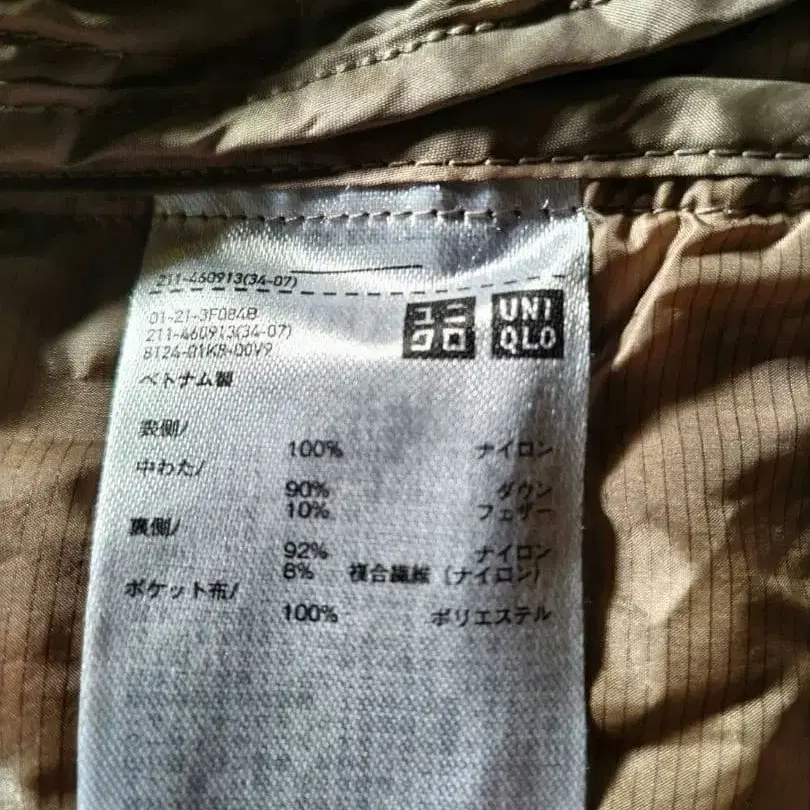 211-460913(34-07)
01-21-3F084B
211-460913(34-07)
8T24-01K8-00V9
ユニ
クロ
UNI
QLO
ベトナム製
表側/
100% ナイロン
中わた/
90% ダウン
10% フェザー
裏側/
92% ナイロン
8% 複合繊維(ナイロン)
ポケット布/
100% ポリエステル